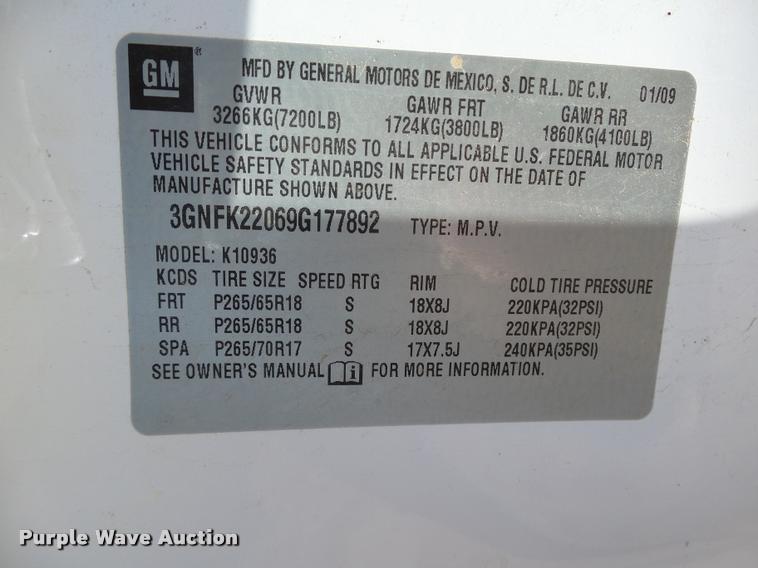 GM ® MFD BY GENERAL MOTORS DE MEXICO, S. DE R.L. DE C.V. 01/09
GVWR GAWR FRT GAWR RR
3266KG(7200LB) 1724KG(3800LB) 1860KG(4100LB)
THIS VEHICLE CONFORMS TO ALL APPLICABLE U.S. FEDERAL MOTOR
VEHICLE SAFETY STANDARDS IN EFFECT ON THE DATE OF
MANUFACTURE SHOWN ABOVE.
3GNFK22069G177892 TYPE: M.P.V.
MODEL: K10936
KCDS TIRE SIZE SPEED RTG RIM COLD TIRE PRESSURE
FRT P265/65R18 S 18X8J 220KPA(32PSI)
RR P265/65R18 S 18X8J 220KPA(32PSI)
SPA P265/70R17 S 17X7.5J 240KPA(35PSI)
SEE OWNER'S MANUAL i FOR MORE INFORMATION.
Purple Wave Auction